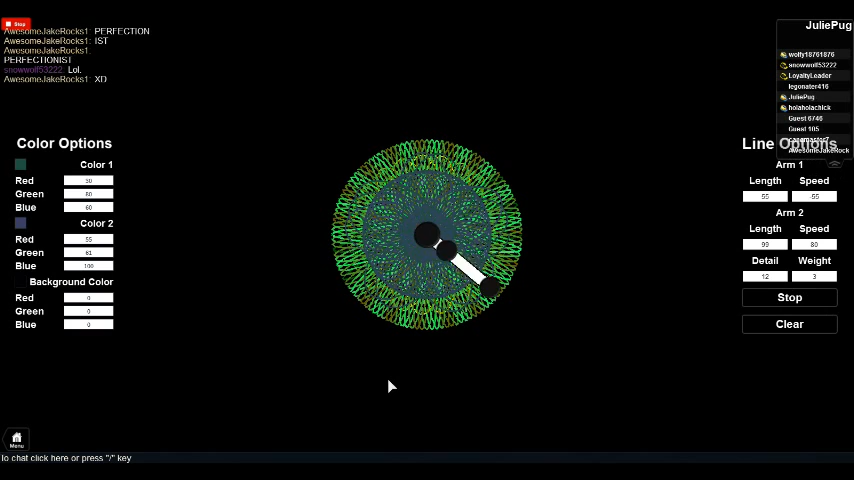 Stop
AwesomeJakeRocks1: PERFECTION
AwesomeJakeRocks1: IST
AwesomeJakeRocks1:
PERFECTIONIST
snowwolf53222: Lol.
AwesomeJakeRocks1: XD
JuliePug
wolfy18761876
snowwolf53222
LoyaltyLeader
legonater416
JuliePug
holaholachick
Guest 6746
Guest 105
AwesomeJakeRock
Color Options
Color 1
Red 30
Green 80
Blue 60
Color 2
Red 55
Green 61
Blue 100
Background Color
Red 0
Green 0
Blue 0
Line Options
Arm 1
Length Speed
55 -55
Arm 2
Length Speed
99 80
Detail Weight
12 3
Stop
Clear
Menu
To chat click here or press "/" key